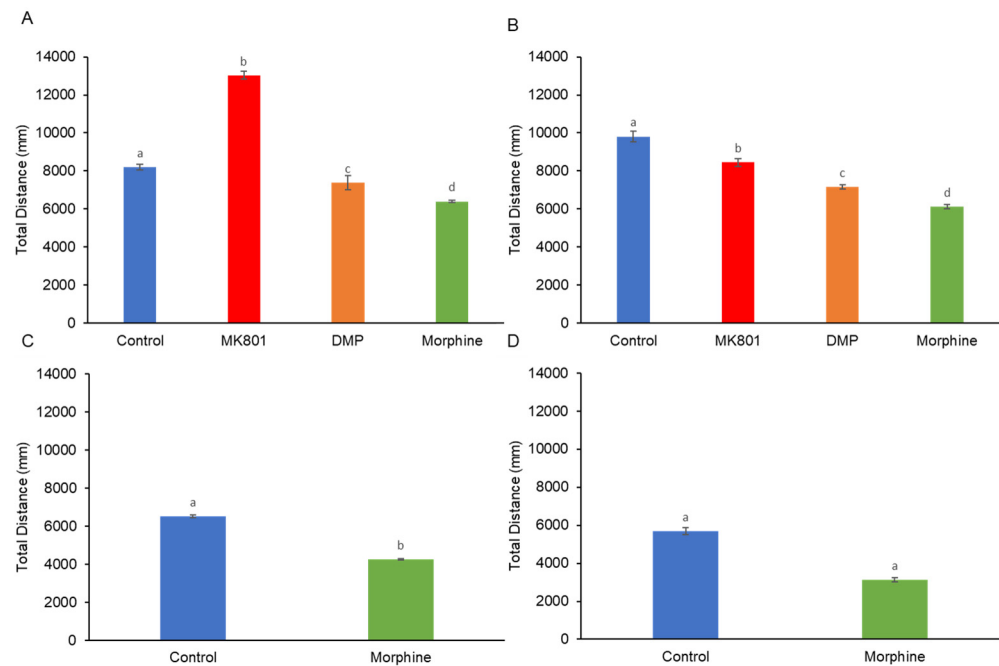 A
Total Distance (mm)
14000
12000
10000
8000
6000
4000
2000
0
a
b
c
d
Control MK801 DMP Morphine
B
Total Distance (mm)
14000
12000
10000
8000
6000
4000
2000
0
a
b
c
d
Control MK801 DMP Morphine
C
Total Distance (mm)
14000
12000
10000
8000
6000
4000
2000
0
a
b
Control Morphine
D
Total Distance (mm)
14000
12000
10000
8000
6000
4000
2000
0
a
a
Control Morphine